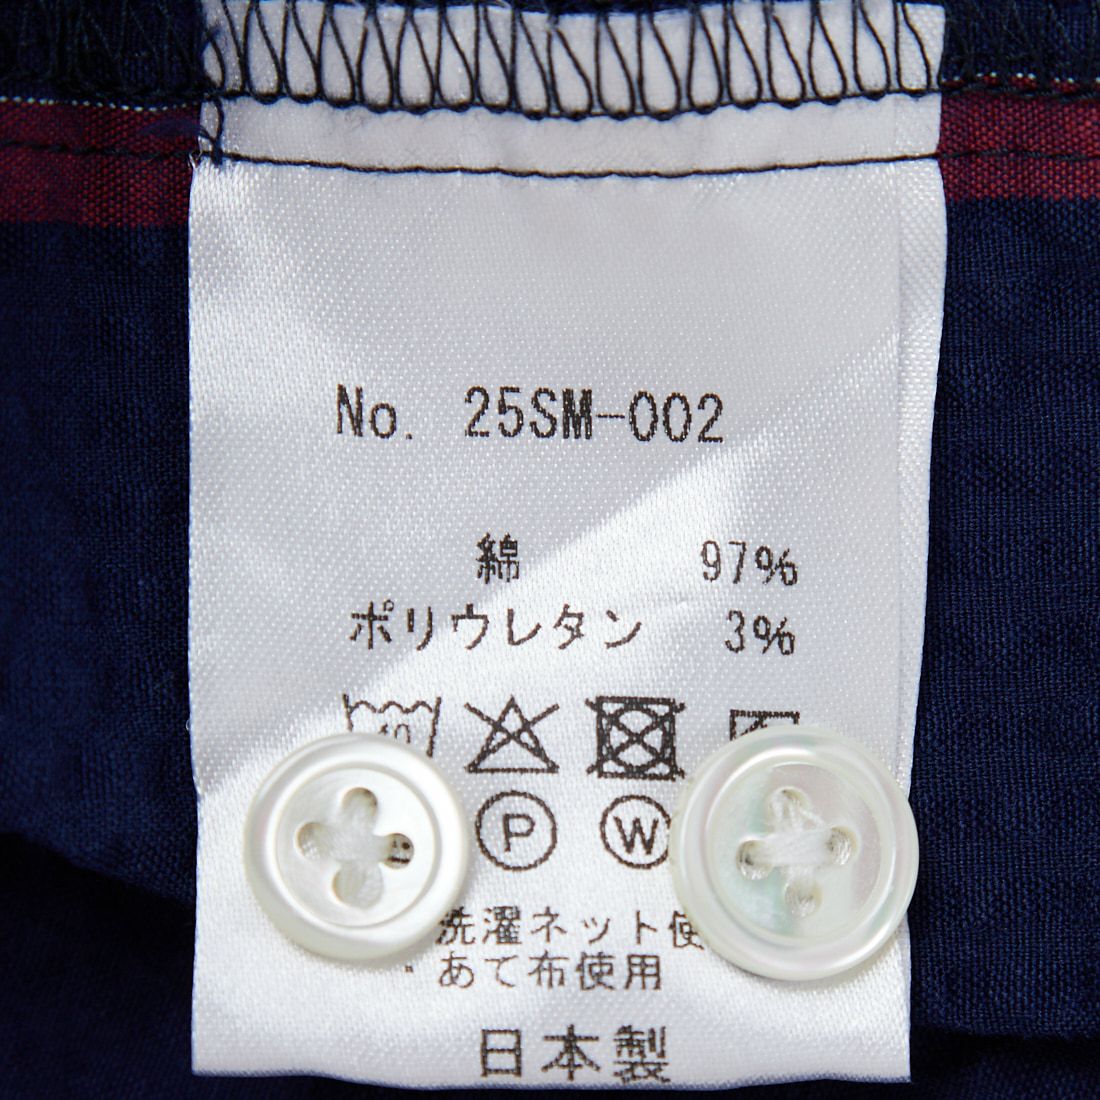 No. 25SM-002
綿 97%
ポリウレタン 3%
40
P W
洗濯ネット使
・あて布使用
日本製